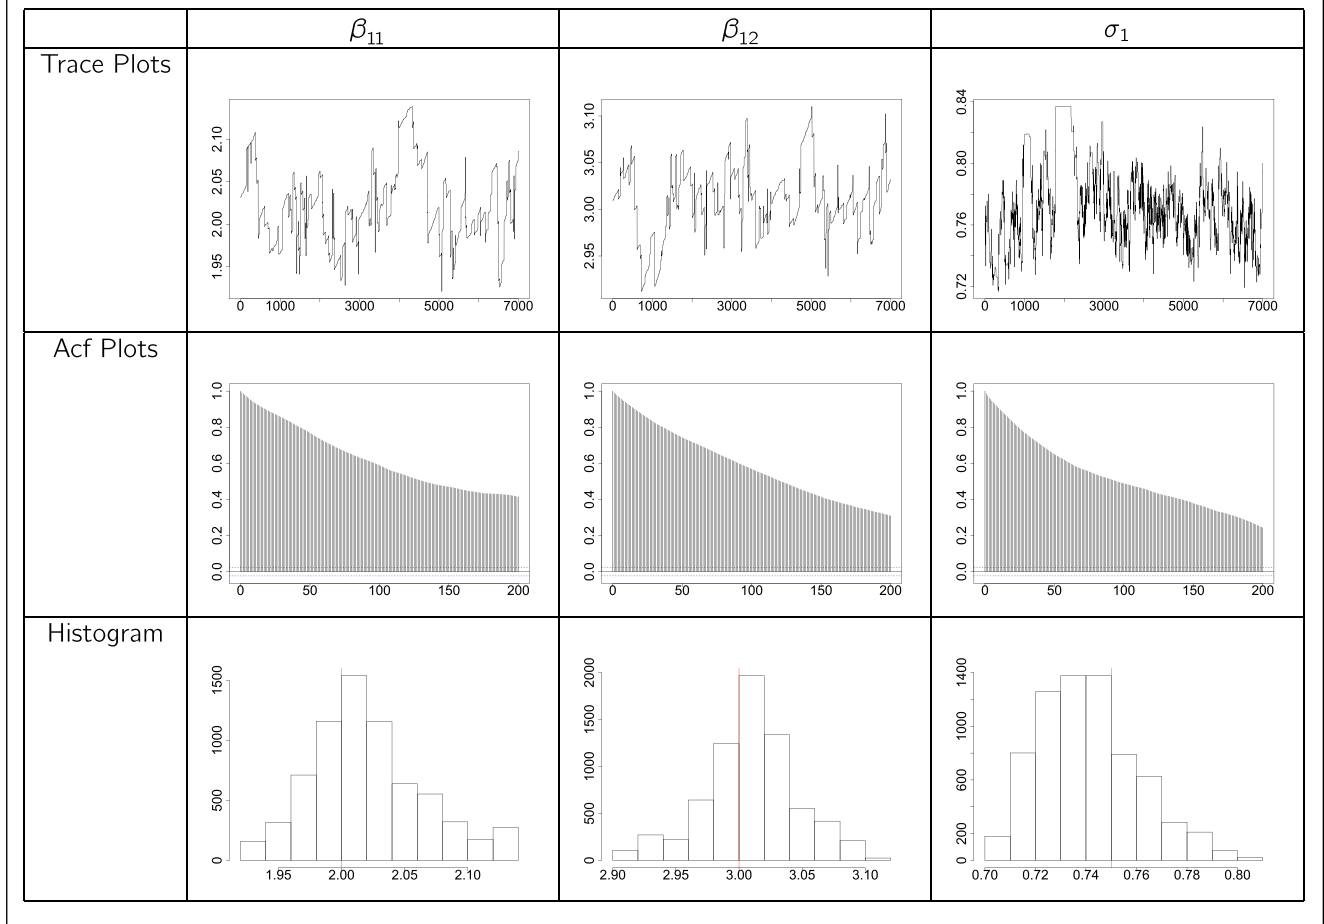 β₁₁ β₁₂ σ₁
Trace Plots
1.95 2.00 2.05 2.10
0 1000 3000 5000 7000
2.95 3.00 3.05 3.10
0 1000 3000 5000 7000
0.72 0.76 0.80 0.84
0 1000 3000 5000 7000
Acf Plots
0.0 0.2 0.4 0.6 0.8 1.0
0 50 100 150 200
0.0 0.2 0.4 0.6 0.8 1.0
0 50 100 150 200
0.0 0.2 0.4 0.6 0.8 1.0
0 50 100 150 200
Histogram
0 500 1000 1500
1.95 2.00 2.05 2.10
0 500 1000 1500 2000
2.90 2.95 3.00 3.05 3.10
0 200 600 1000 1400
0.70 0.72 0.74 0.76 0.78 0.80